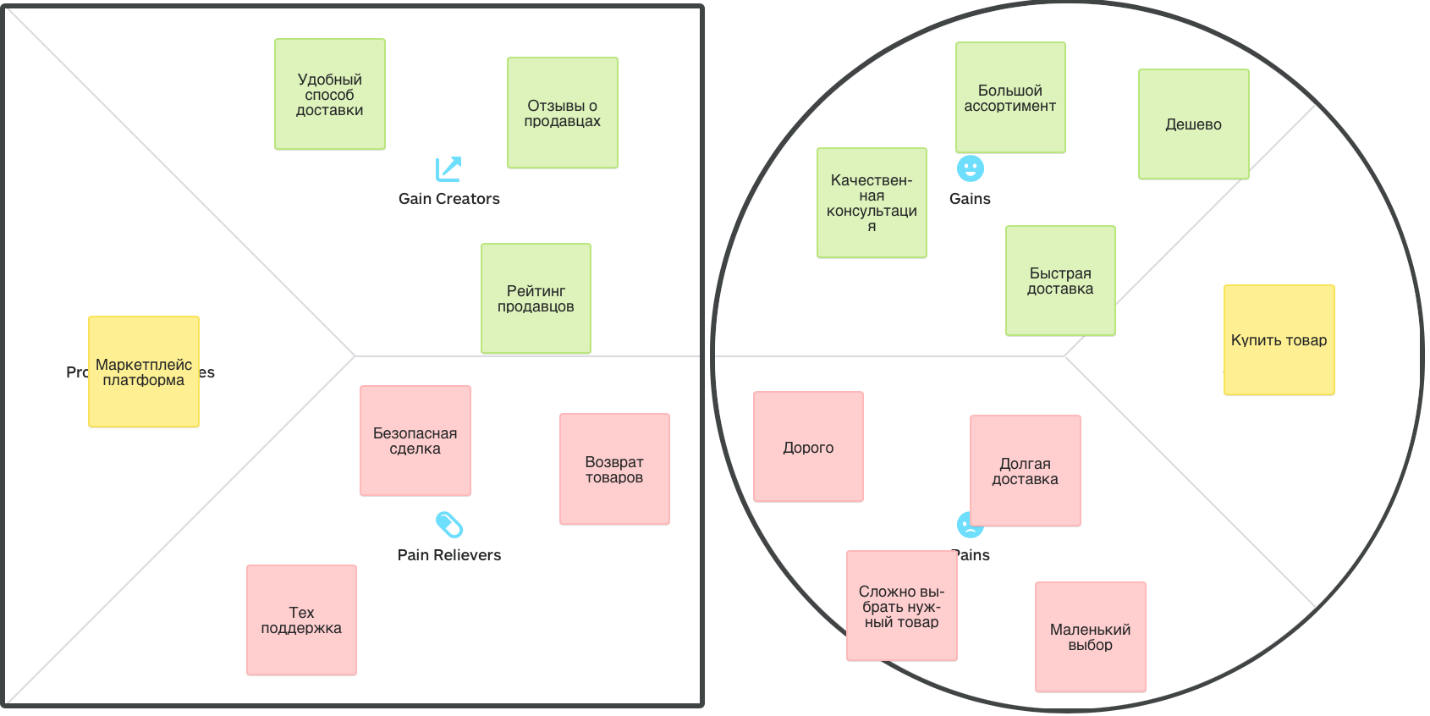 Удобный
способ
доставки
Отзывы о
продавцах
Gain Creators
Рейтинг
продавцов
Маркетплейс
платформа
Безопасная
сделка
Возврат
товаров
Pain Relievers
Тех
поддержка
Большой
ассортимент
Дешево
Качествен-
ная
консультаци
я
Gains
Быстрая
доставка
Купить товар
Дорого
Долгая
доставка
Pains
Сложно вы-
брать нуж-
ный товар
Маленький
выбор